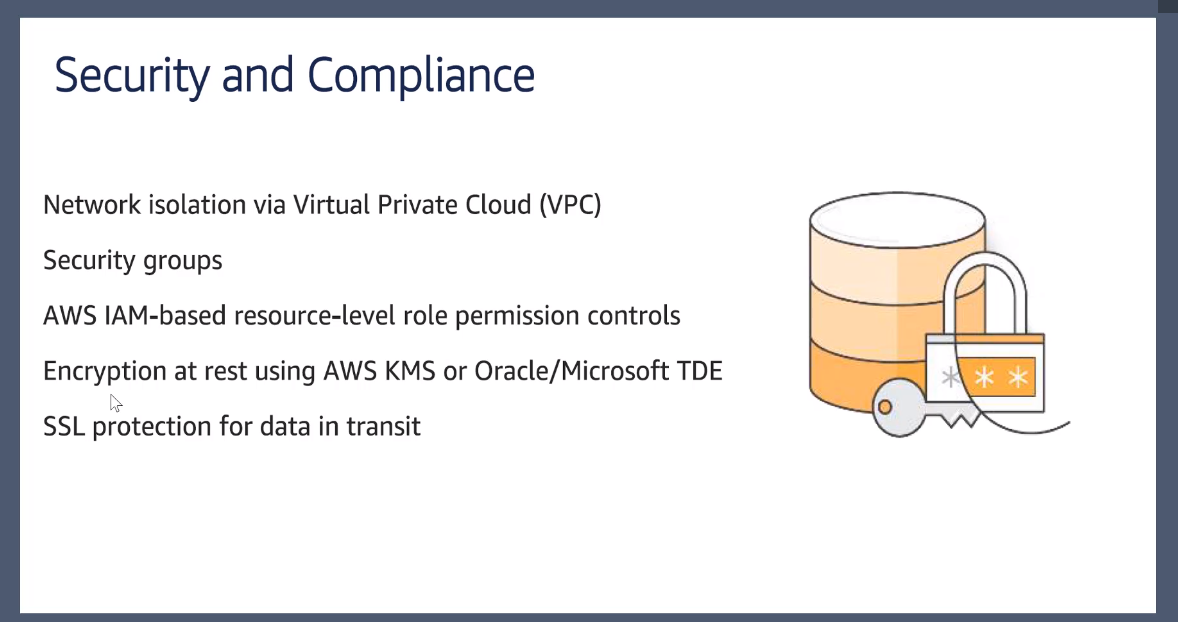 Security and Compliance
Network isolation via Virtual Private Cloud (VPC)
Security groups
AWS IAM-based resource-level role permission controls
Encryption at rest using AWS KMS or Oracle/Microsoft TDE
SSL protection for data in transit
***